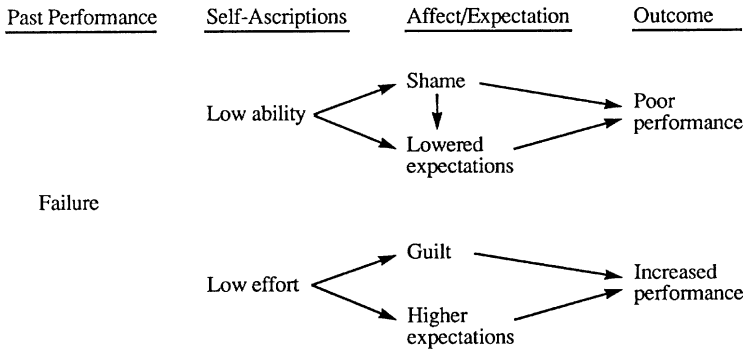 Past Performance
Self-Ascriptions
Affect/Expectation
Outcome
Shame
Low ability
Poor
performance
Lowered
expectations
Failure
Guilt
Low effort
Increased
performance
Higher
expectations